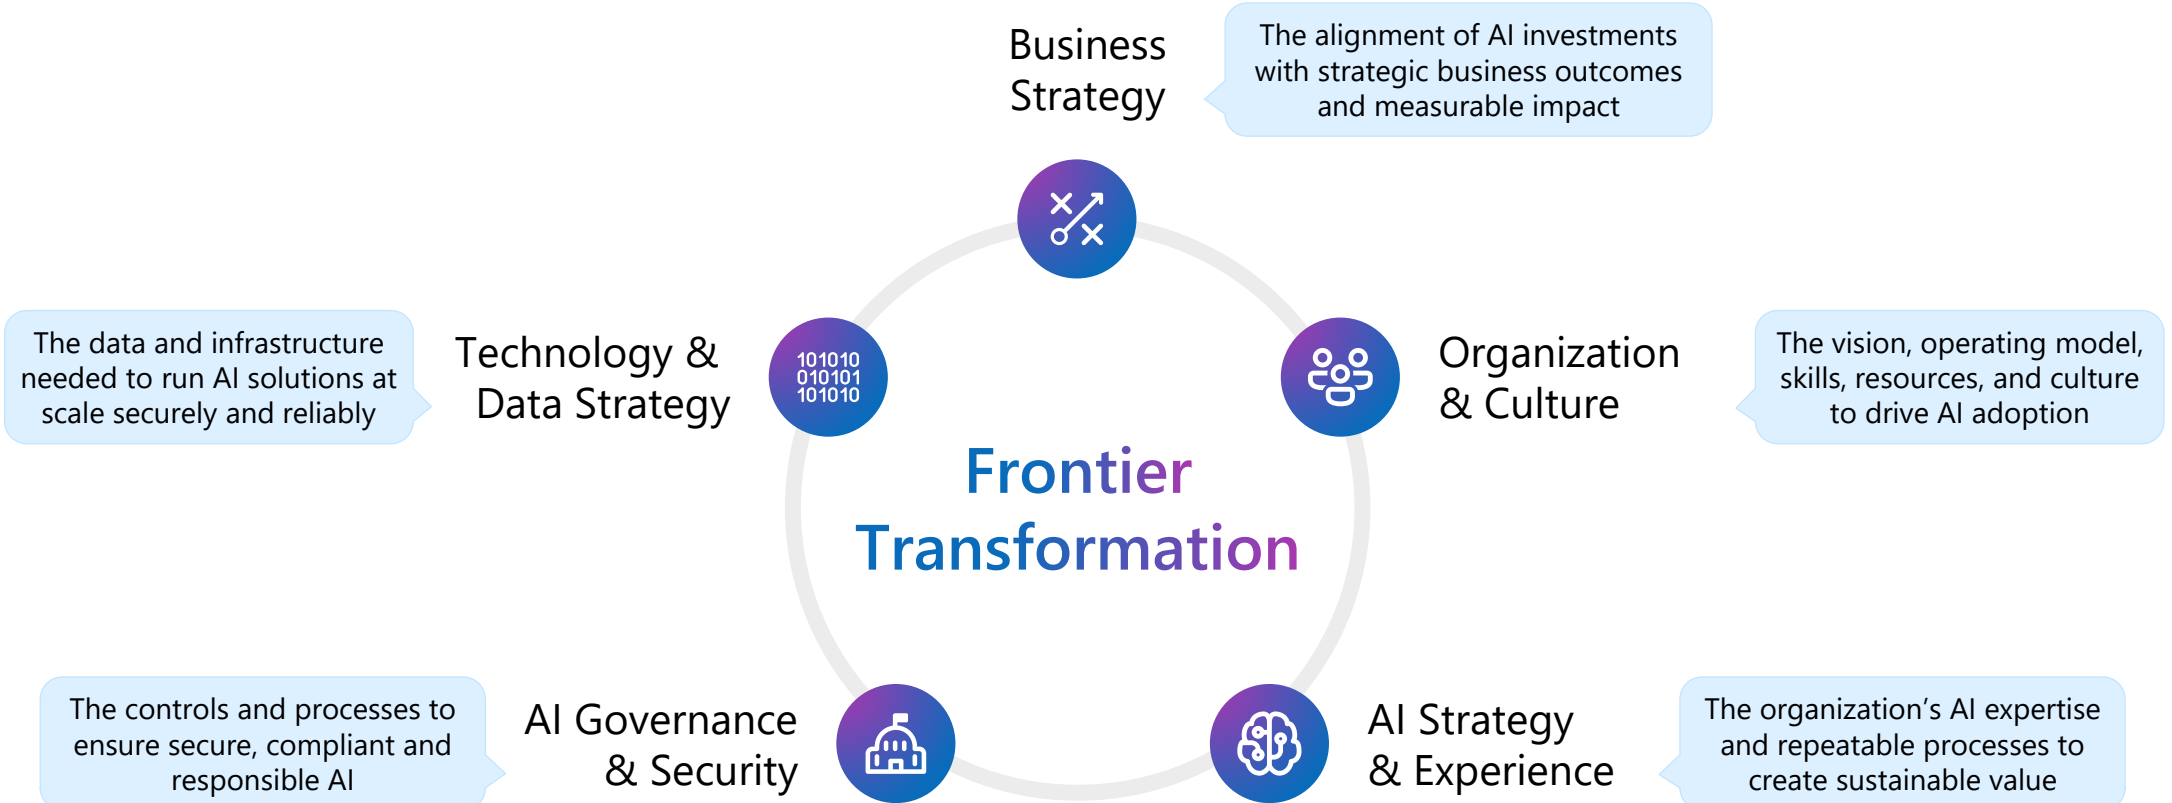 Business
Strategy
The alignment of AI investments
with strategic business outcomes
and measurable impact
The data and infrastructure
needed to run AI solutions at
scale securely and reliably
Technology &
Data Strategy
101010
010101
101010
Organization
& Culture
The vision, operating model,
skills, resources, and culture
to drive AI adoption
Frontier
Transformation
The controls and processes to
ensure secure, compliant and
responsible AI
AI Governance
& Security
AI Strategy
& Experience
The organization’s AI expertise
and repeatable processes to
create sustainable value